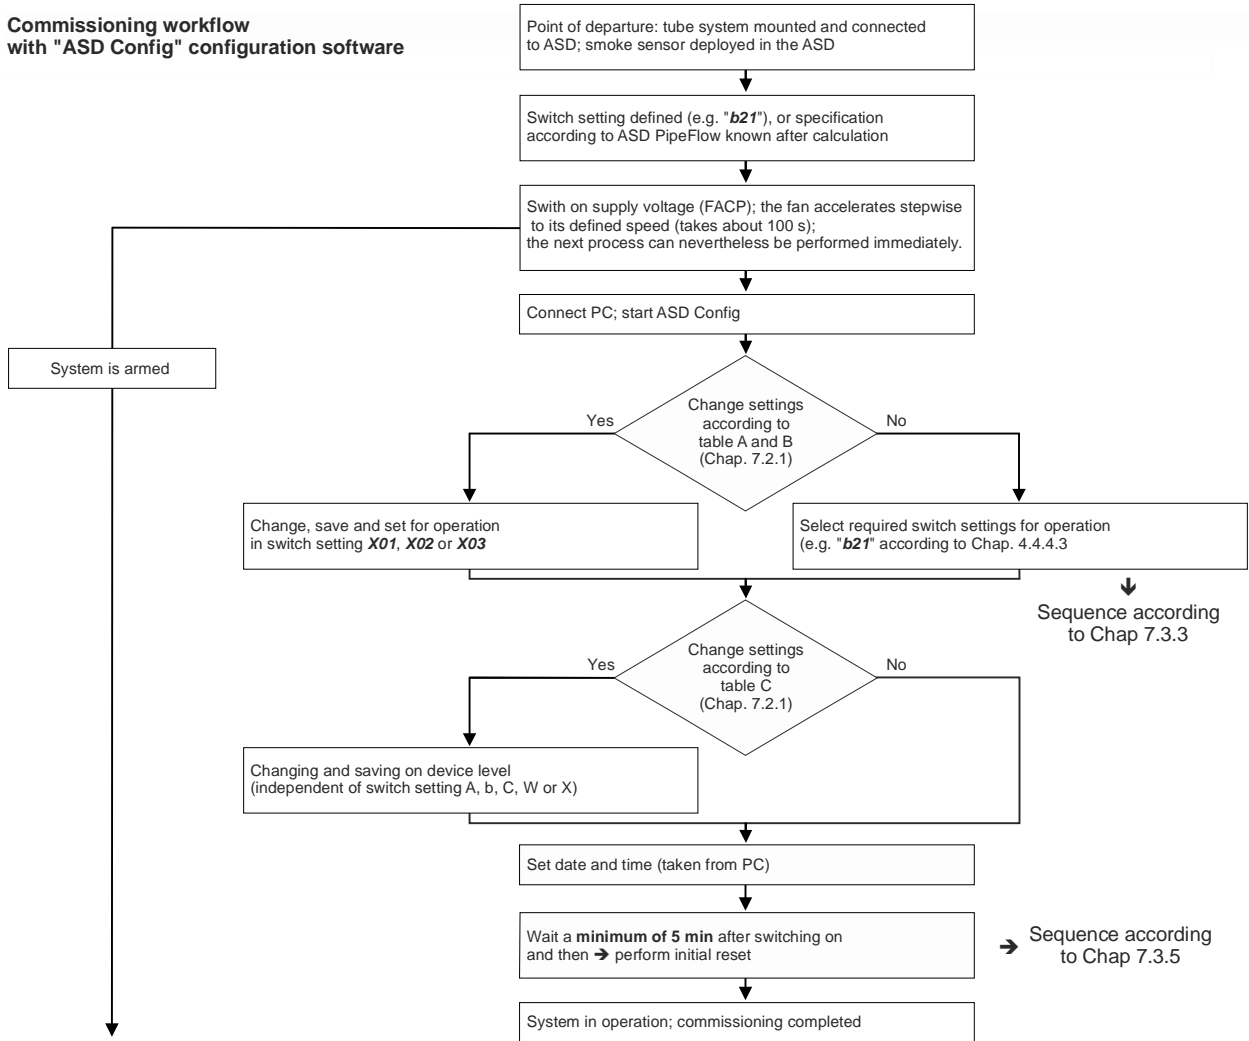 Commissioning workflow
with "ASD Config" configuration software
Point of departure: tube system mounted and connected
to ASD; smoke sensor deployed in the ASD
Switch setting defined (e.g. "b21"), or specification
according to ASD PipeFlow known after calculation
Swith on supply voltage (FACP); the fan accelerates stepwise
to its defined speed (takes about 100 s);
the next process can nevertheless be performed immediately.
Connect PC; start ASD Config
System is armed
Change settings
according to
table A and B
(Chap. 7.2.1)
Yes
No
Change, save and set for operation
in switch setting X01, X02 or X03
Select required switch settings for operation
(e.g. "b21" according to Chap. 4.4.4.3
Sequence according
to Chap 7.3.3
Change settings
according to
table C
(Chap. 7.2.1)
Yes
No
Changing and saving on device level
(independent of switch setting A, b, C, W or X)
Set date and time (taken from PC)
Wait a minimum of 5 min after switching on
and then ➔ perform initial reset
Sequence according
to Chap 7.3.5
System in operation; commissioning completed